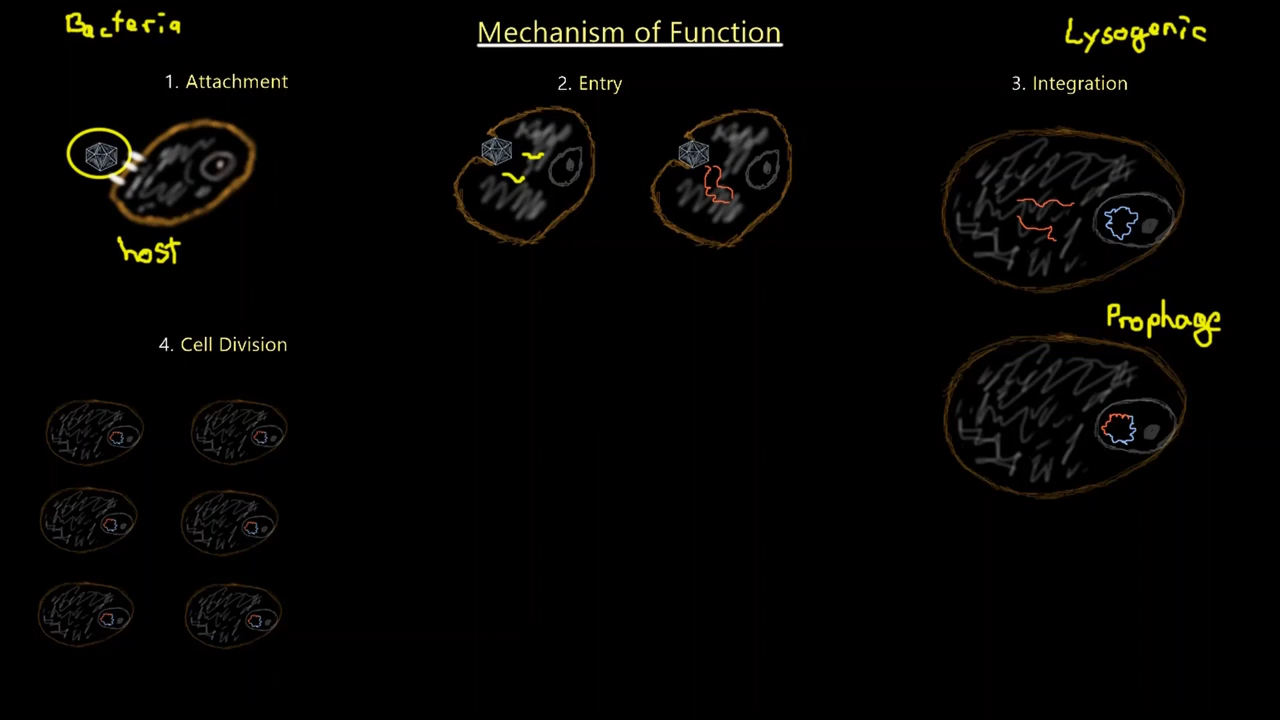 Bacteria
Mechanism of Function
Lysogenic
1. Attachment
2. Entry
3. Integration
host
Prophage
4. Cell Division